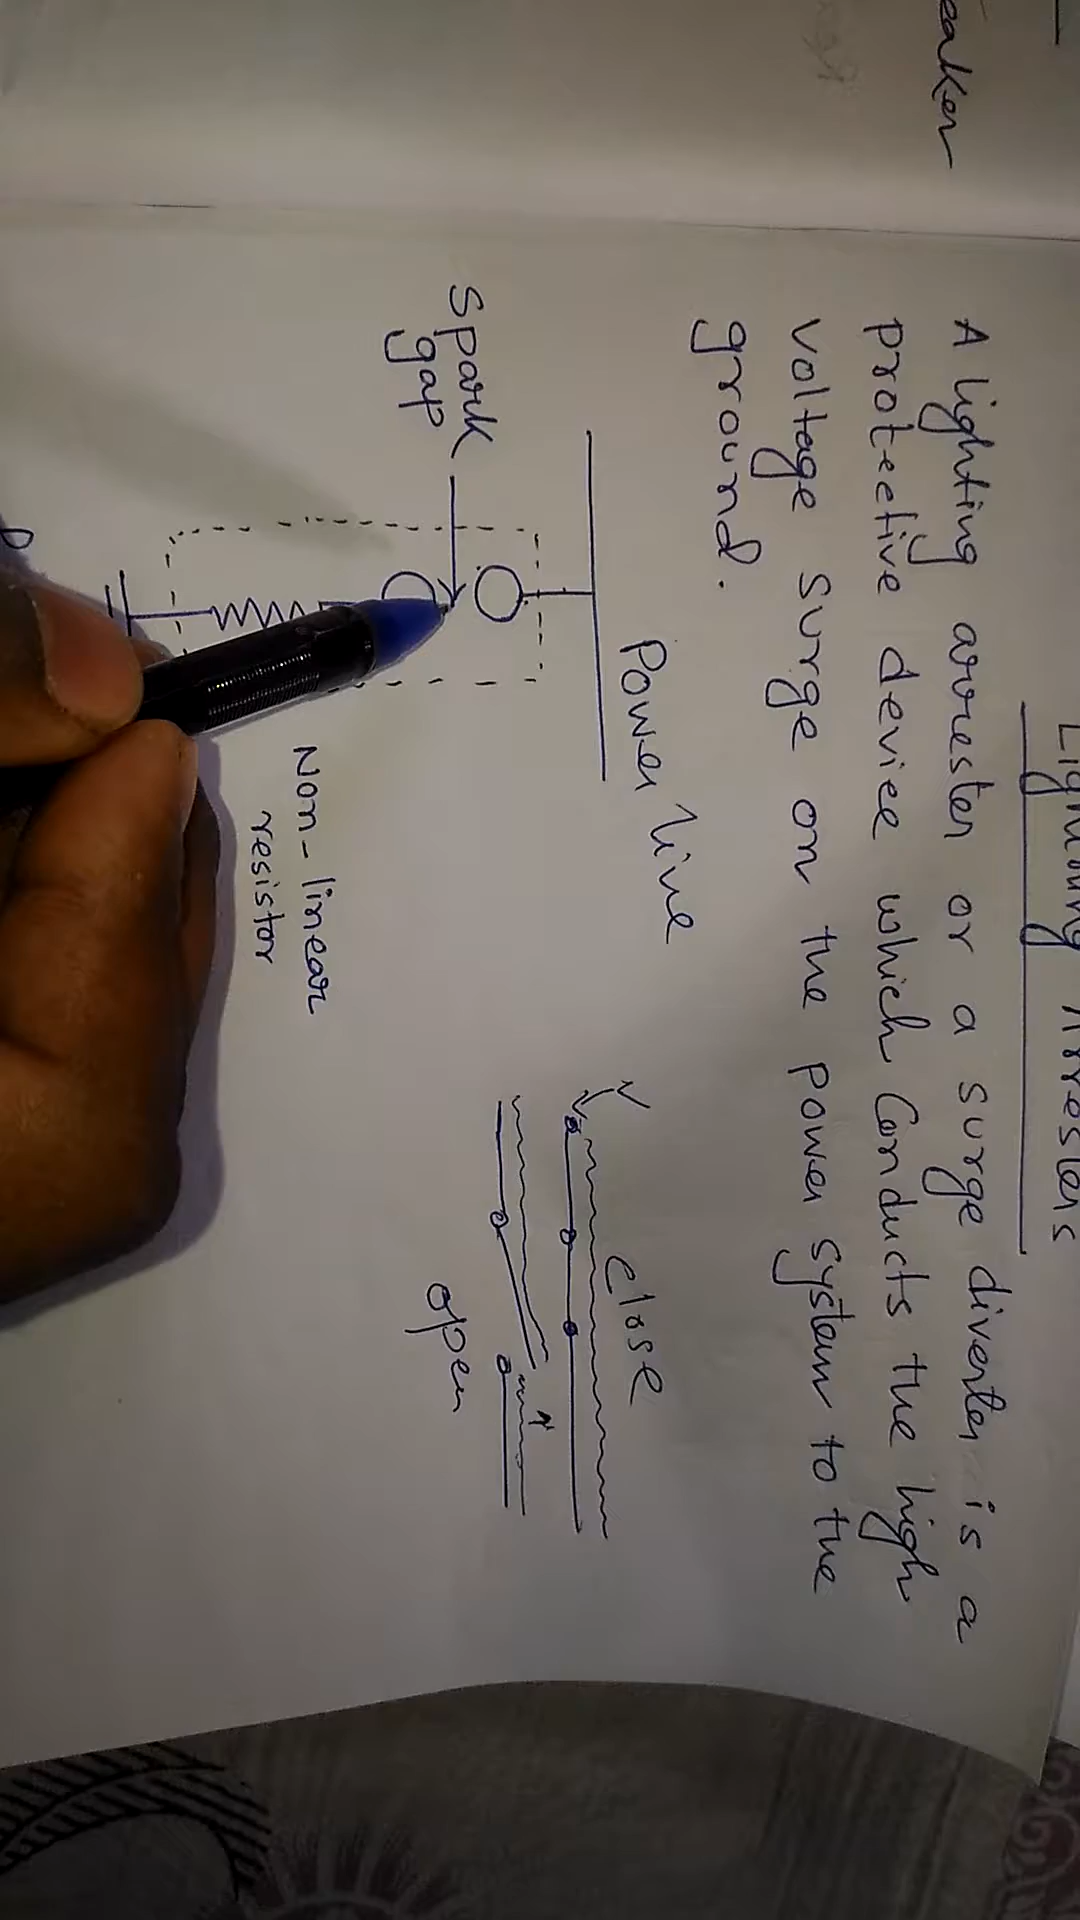 eaker
Lightning Arresters
A lighting arrester or a surge diverter is a
protective device which conducts the high
voltage surge on the power system to the
ground.
Power line
Spark
gap
Non-linear
resistor
close
open